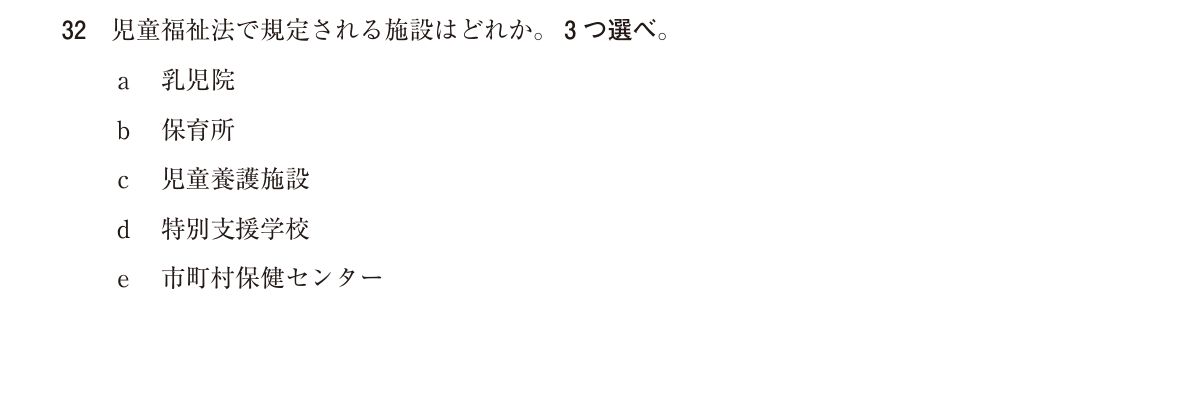 32 児童福祉法で規定される施設はどれか。 3 つ選べ。
a 乳児院
b 保育所
c 児童養護施設
d 特別支援学校
e 市町村保健センター